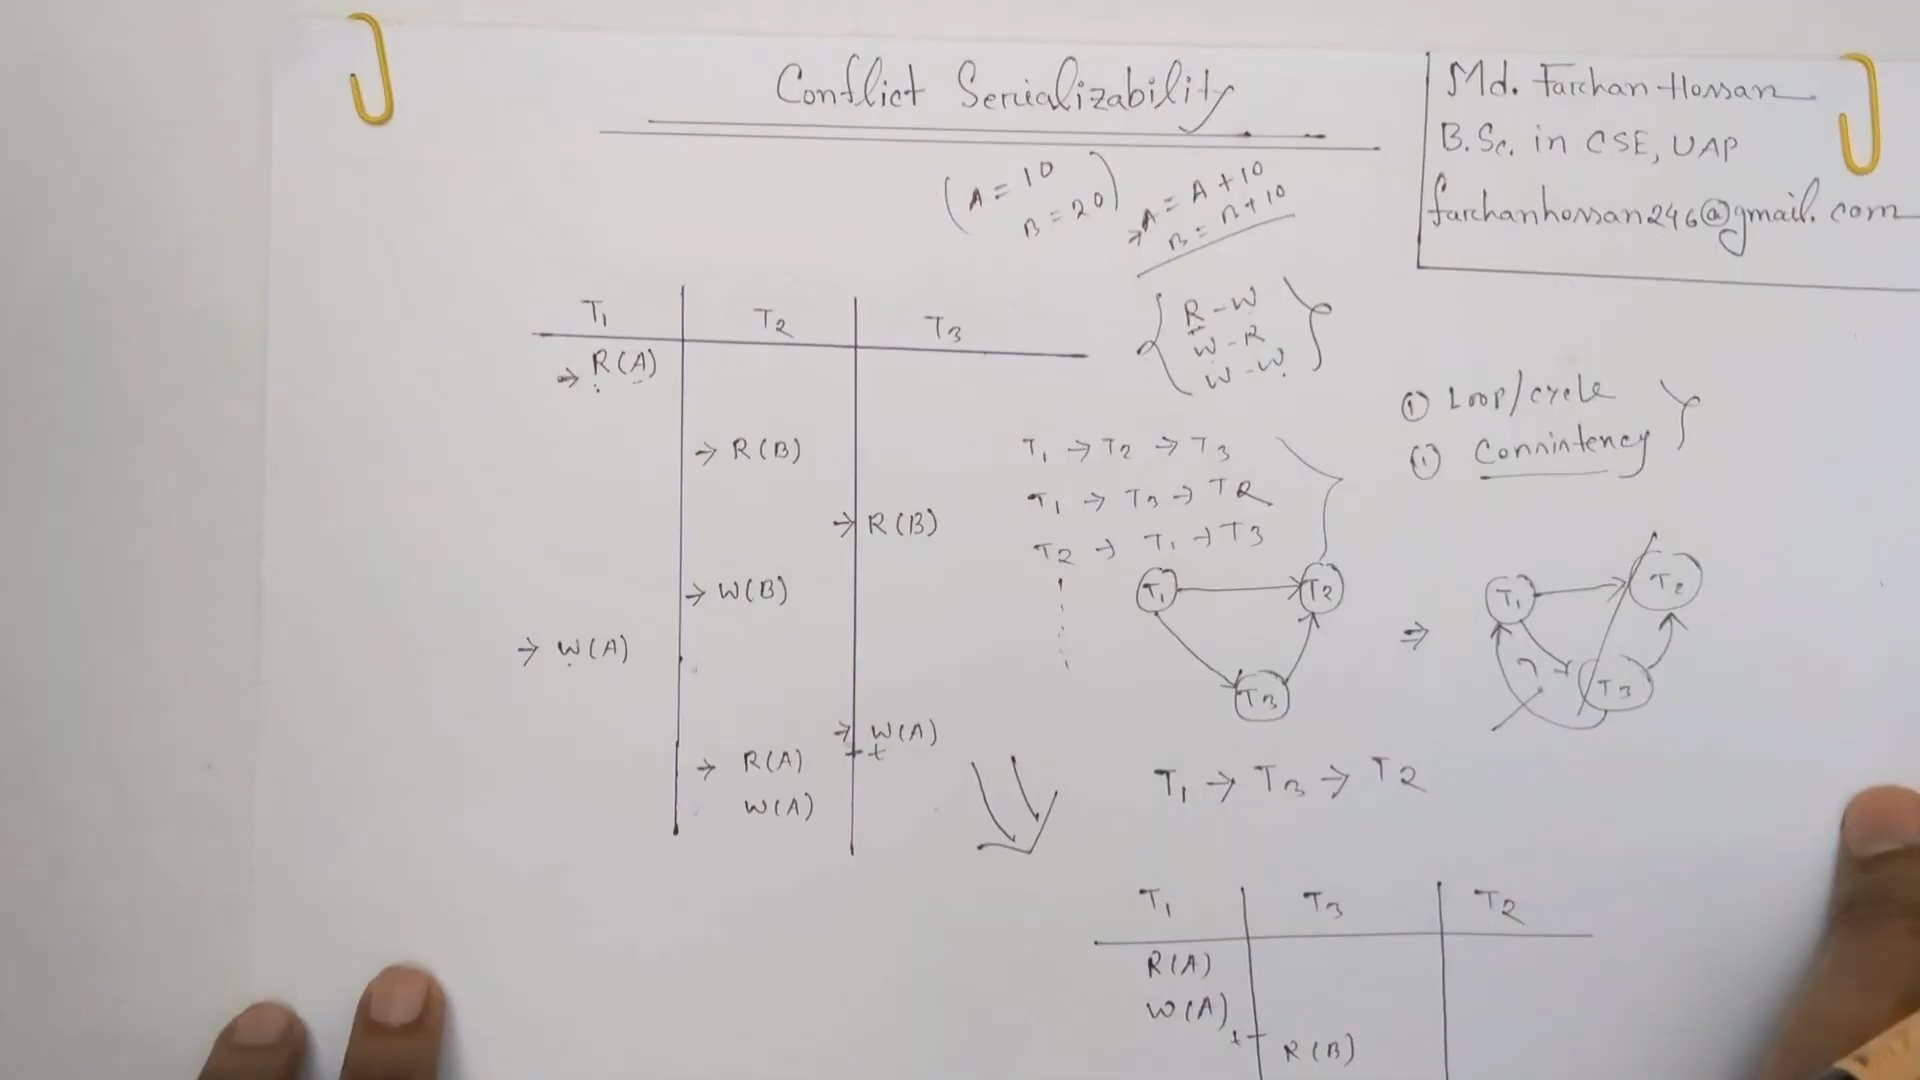 Conflict Serializability
Md. Farhan Hossan
B.Sc. in CSE, UAP
farhanhossan246@gmail.com
(A = 10
B = 20)
A = A + 10
B = B + 10
T1 T2 T3
→ R(A)
→ R(B)
→ R(B)
→ W(B)
→ W(A)
→ W(A)
→ R(A)
W(A)
R-W
W-R
W-W
① Loop/cycle
① Consistency
T1 → T2 → T3
T1 → T3 → T2
T2 → T1 → T3
T1 T2
T3
⇒
T1 T2
T3
T1 → T3 → T2
T1 T3 T2
R(A)
W(A)
R(B)